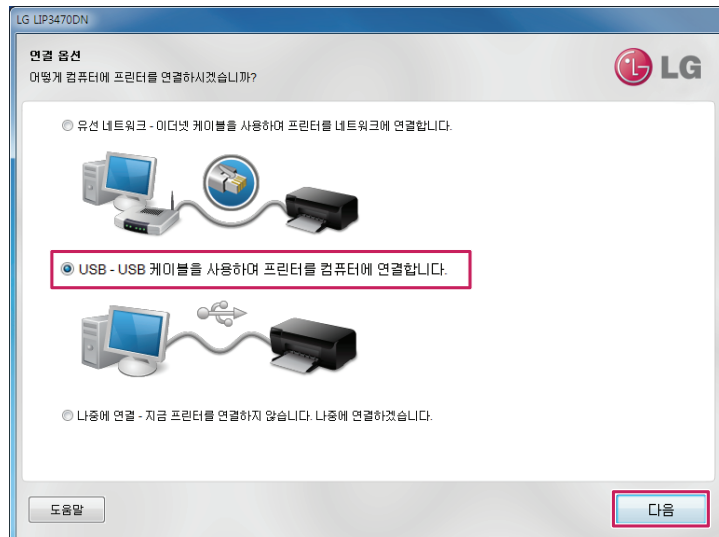 LG LIP3470DN
연결 옵션
어떻게 컴퓨터에 프린터를 연결하시겠습니까?
LG
유선 네트워크 - 이더넷 케이블을 사용하여 프린터를 네트워크에 연결합니다.
USB - USB 케이블을 사용하여 프린터를 컴퓨터에 연결합니다.
나중에 연결 - 지금 프린터를 연결하지 않습니다. 나중에 연결하겠습니다.
도움말
다음